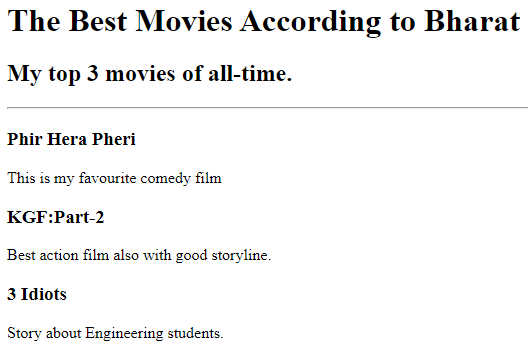 The Best Movies According to Bharat
My top 3 movies of all-time.
Phir Hera Pheri
This is my favourite comedy film
KGF:Part-2
Best action film also with good storyline.
3 Idiots
Story about Engineering students.